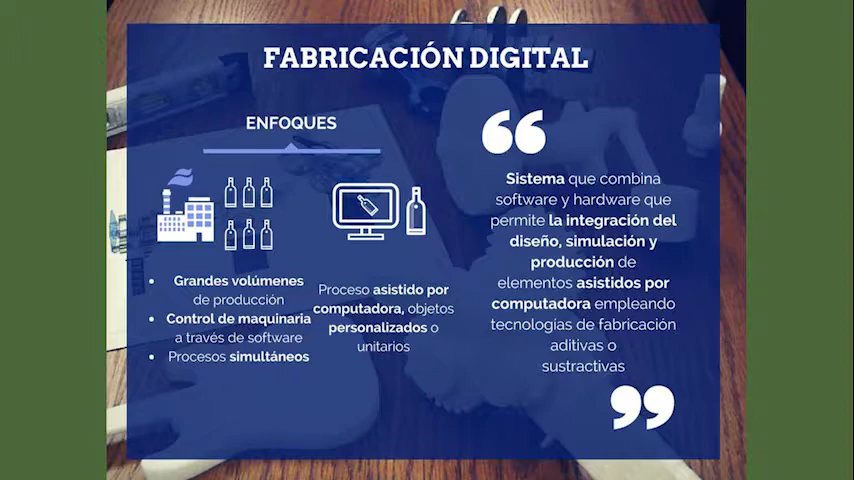 FABRICACIÓN DIGITAL
ENFOQUES
• Grandes volúmenes
de producción
• Control de maquinaria
a través de software
• Procesos simultáneos
Proceso asistido por
computadora, objetos
personalizados o
unitarios
“
Sistema que combina
software y hardware que
permite la integración del
diseño, simulación y
producción de
elementos asistidos por
computadora empleando
tecnologías de fabricación
aditivas o
sustractivas
”